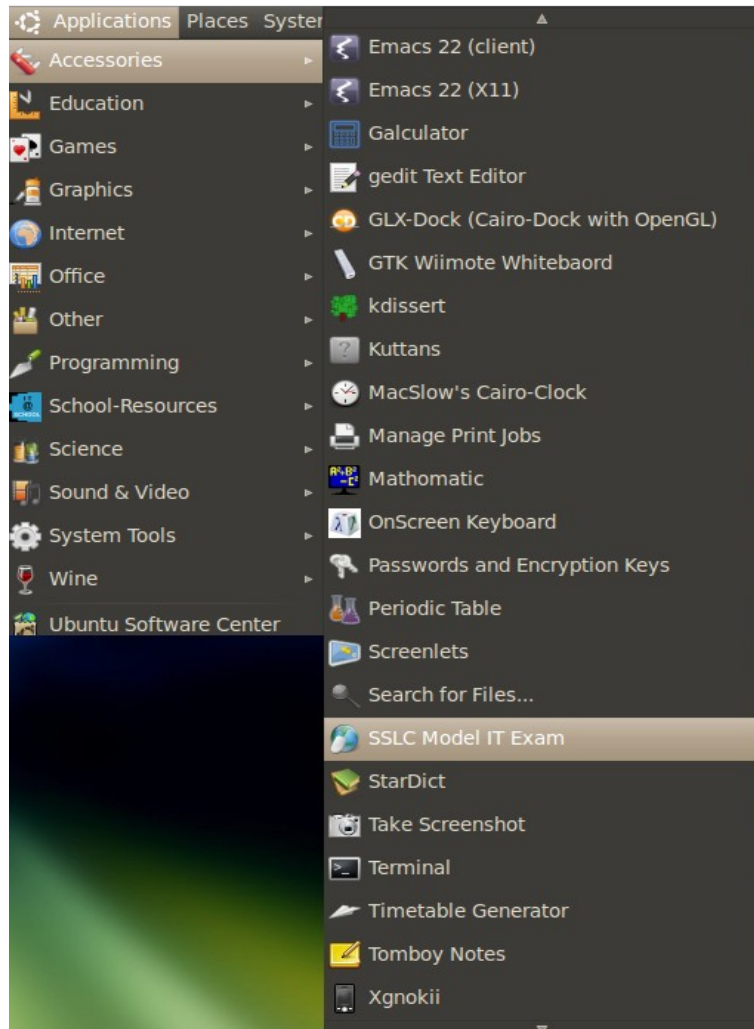 Applications Places System
Accessories
Education
Games
Graphics
Internet
Office
Other
Programming
School-Resources
Science
Sound & Video
System Tools
Wine
Ubuntu Software Center
Emacs 22 (client)
Emacs 22 (X11)
Galculator
gedit Text Editor
GLX-Dock (Cairo-Dock with OpenGL)
GTK Wiimote Whitebaord
kdissert
Kuttans
MacSlow's Cairo-Clock
Manage Print Jobs
Mathomatic
OnScreen Keyboard
Passwords and Encryption Keys
Periodic Table
Screenlets
Search for Files...
SSLC Model IT Exam
StarDict
Take Screenshot
Terminal
Timetable Generator
Tomboy Notes
Xgnokii